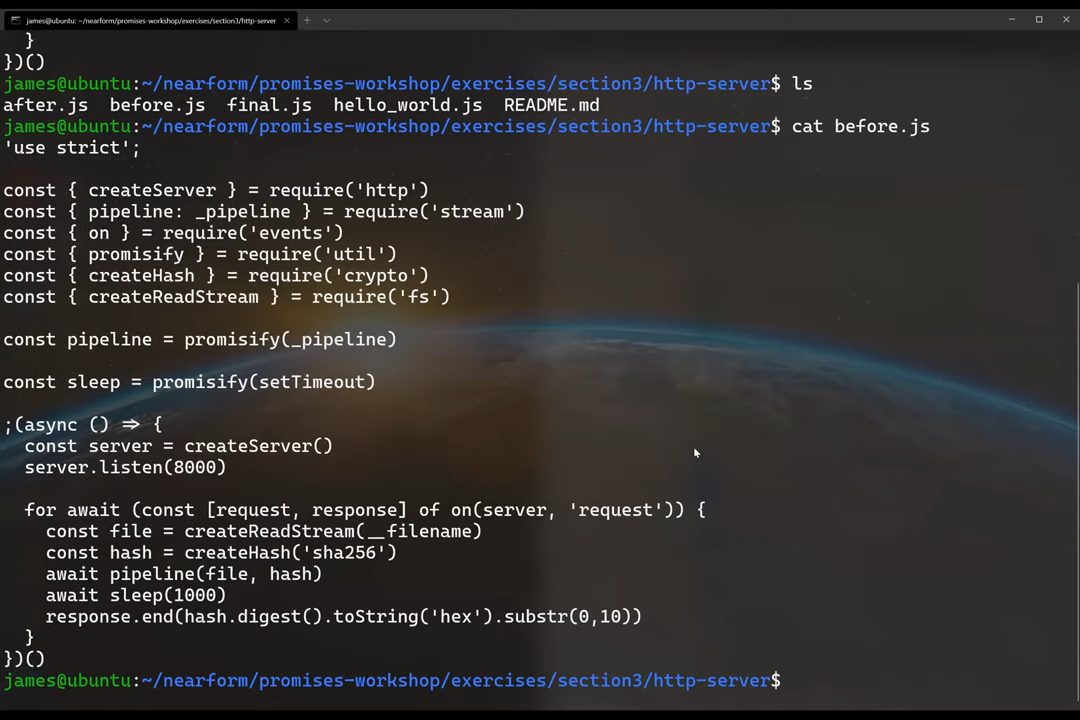 james@ubuntu: ~/nearform/promises-workshop/exercises/section3/http-server
  }
})()
james@ubuntu:~/nearform/promises-workshop/exercises/section3/http-server$ ls
after.js  before.js  final.js  hello_world.js  README.md
james@ubuntu:~/nearform/promises-workshop/exercises/section3/http-server$ cat before.js
'use strict';
const { createServer } = require('http')
const { pipeline: _pipeline } = require('stream')
const { on } = require('events')
const { promisify } = require('util')
const { createHash } = require('crypto')
const { createReadStream } = require('fs')
const pipeline = promisify(_pipeline)
const sleep = promisify(setTimeout)
;(async () => {
  const server = createServer()
  server.listen(8000)
  for await (const [request, response] of on(server, 'request')) {
    const file = createReadStream(__filename)
    const hash = createHash('sha256')
    await pipeline(file, hash)
    await sleep(1000)
    response.end(hash.digest().toString('hex').substr(0,10))
  }
})()
james@ubuntu:~/nearform/promises-workshop/exercises/section3/http-server$